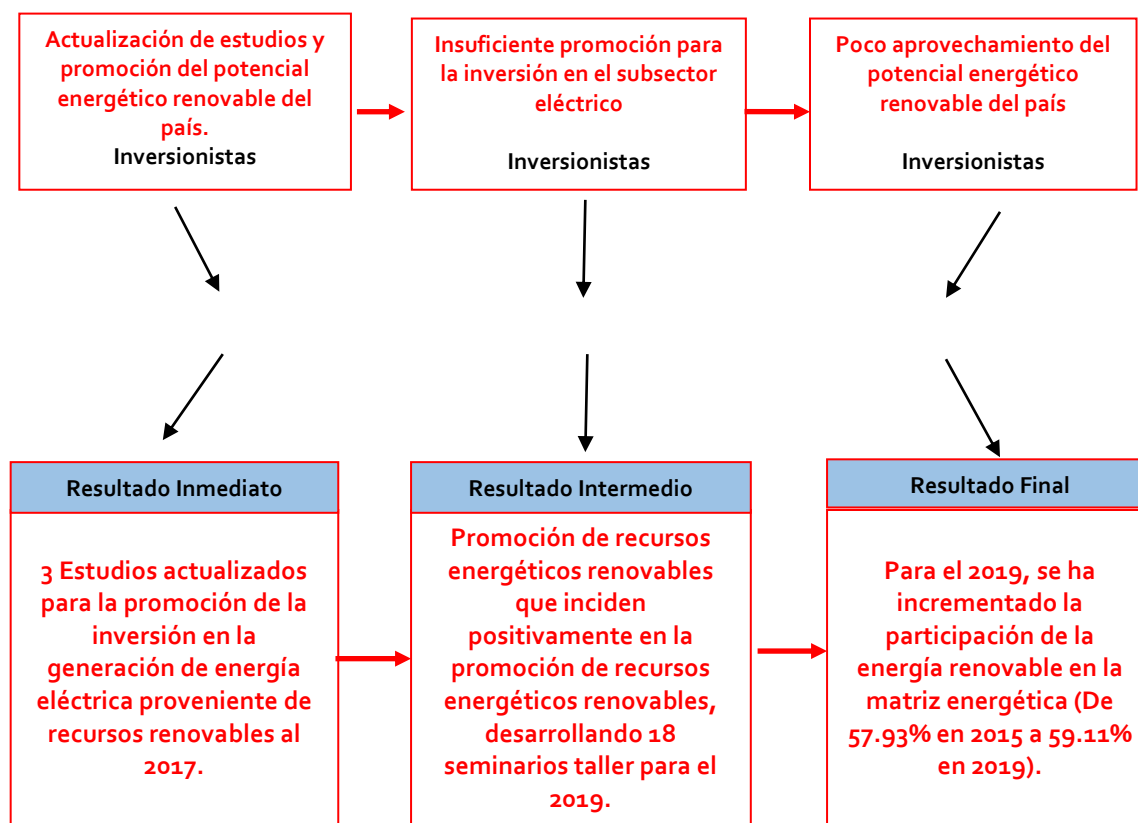 Actualización de estudios y
promoción del potencial
energético renovable del
país.
Inversionistas
Insuficiente promoción para
la inversión en el subsector
eléctrico
Inversionistas
Poco aprovechamiento del
potencial energético
renovable del país
Inversionistas
Resultado Inmediato
3 Estudios actualizados
para la promoción de la
inversión en la
generación de energía
eléctrica proveniente de
recursos renovables al
2017.
Resultado Intermedio
Promoción de recursos
energéticos renovables
que inciden
positivamente en la
promoción de recursos
energéticos renovables,
desarrollando 18
seminarios taller para el
2019.
Resultado Final
Para el 2019, se ha
incrementado la
participación de la
energía renovable en la
matriz energética (De
57.93% en 2015 a 59.11%
en 2019).